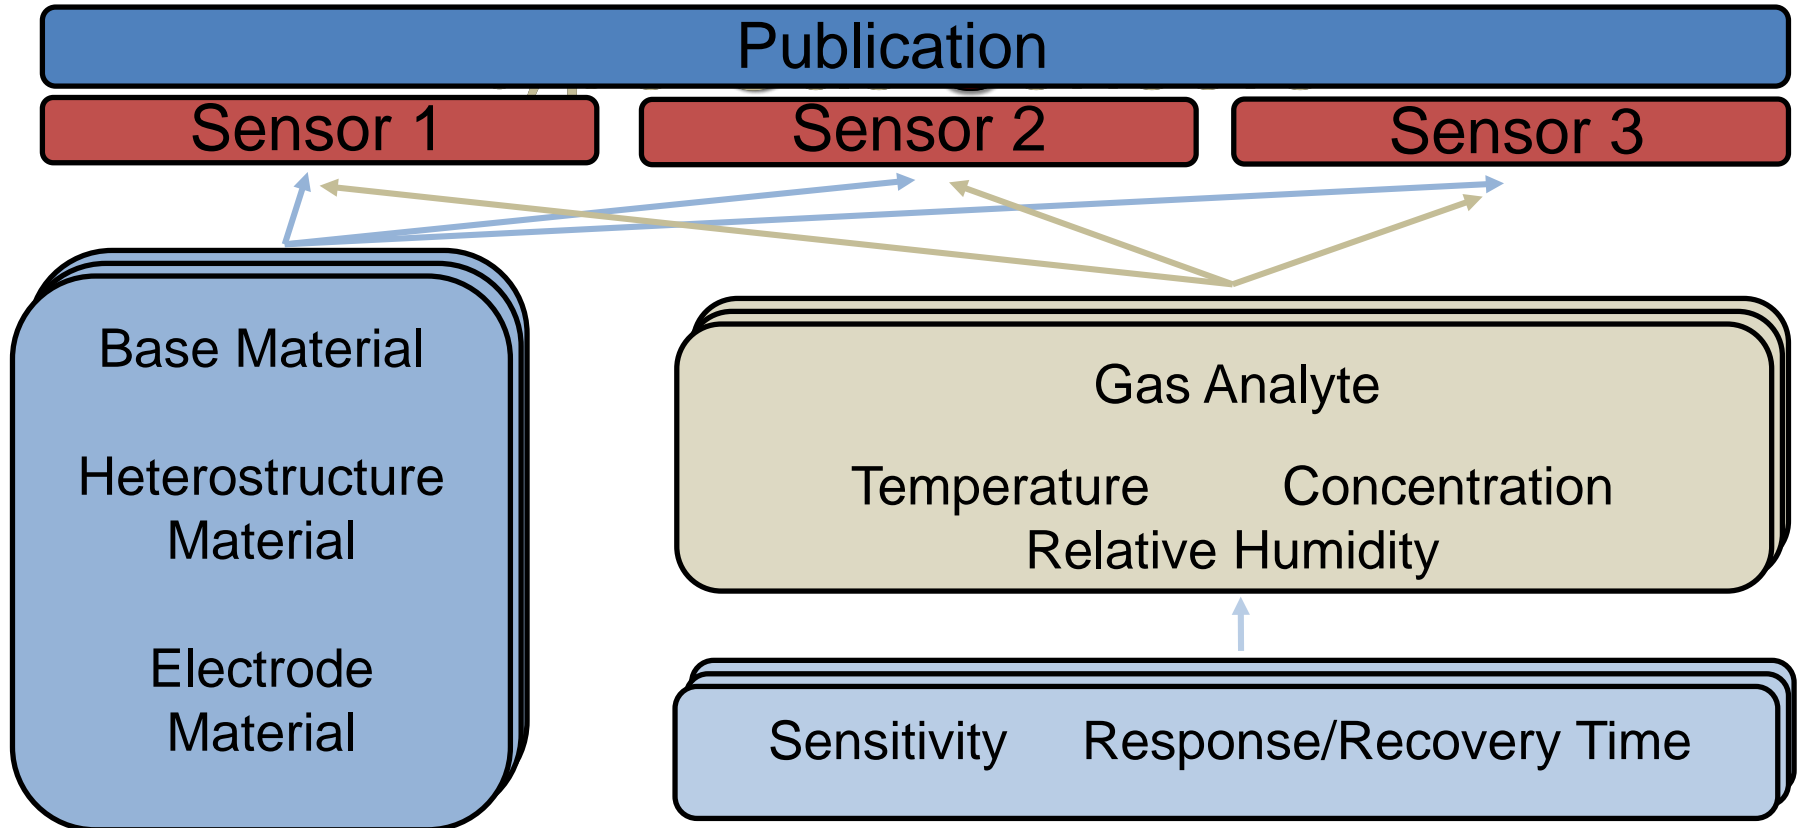 Publication
Sensor 1
Sensor 2
Sensor 3
Base Material
Heterostructure
Material
Electrode
Material
Gas Analyte
Temperature Concentration
Relative Humidity
Sensitivity Response/Recovery Time